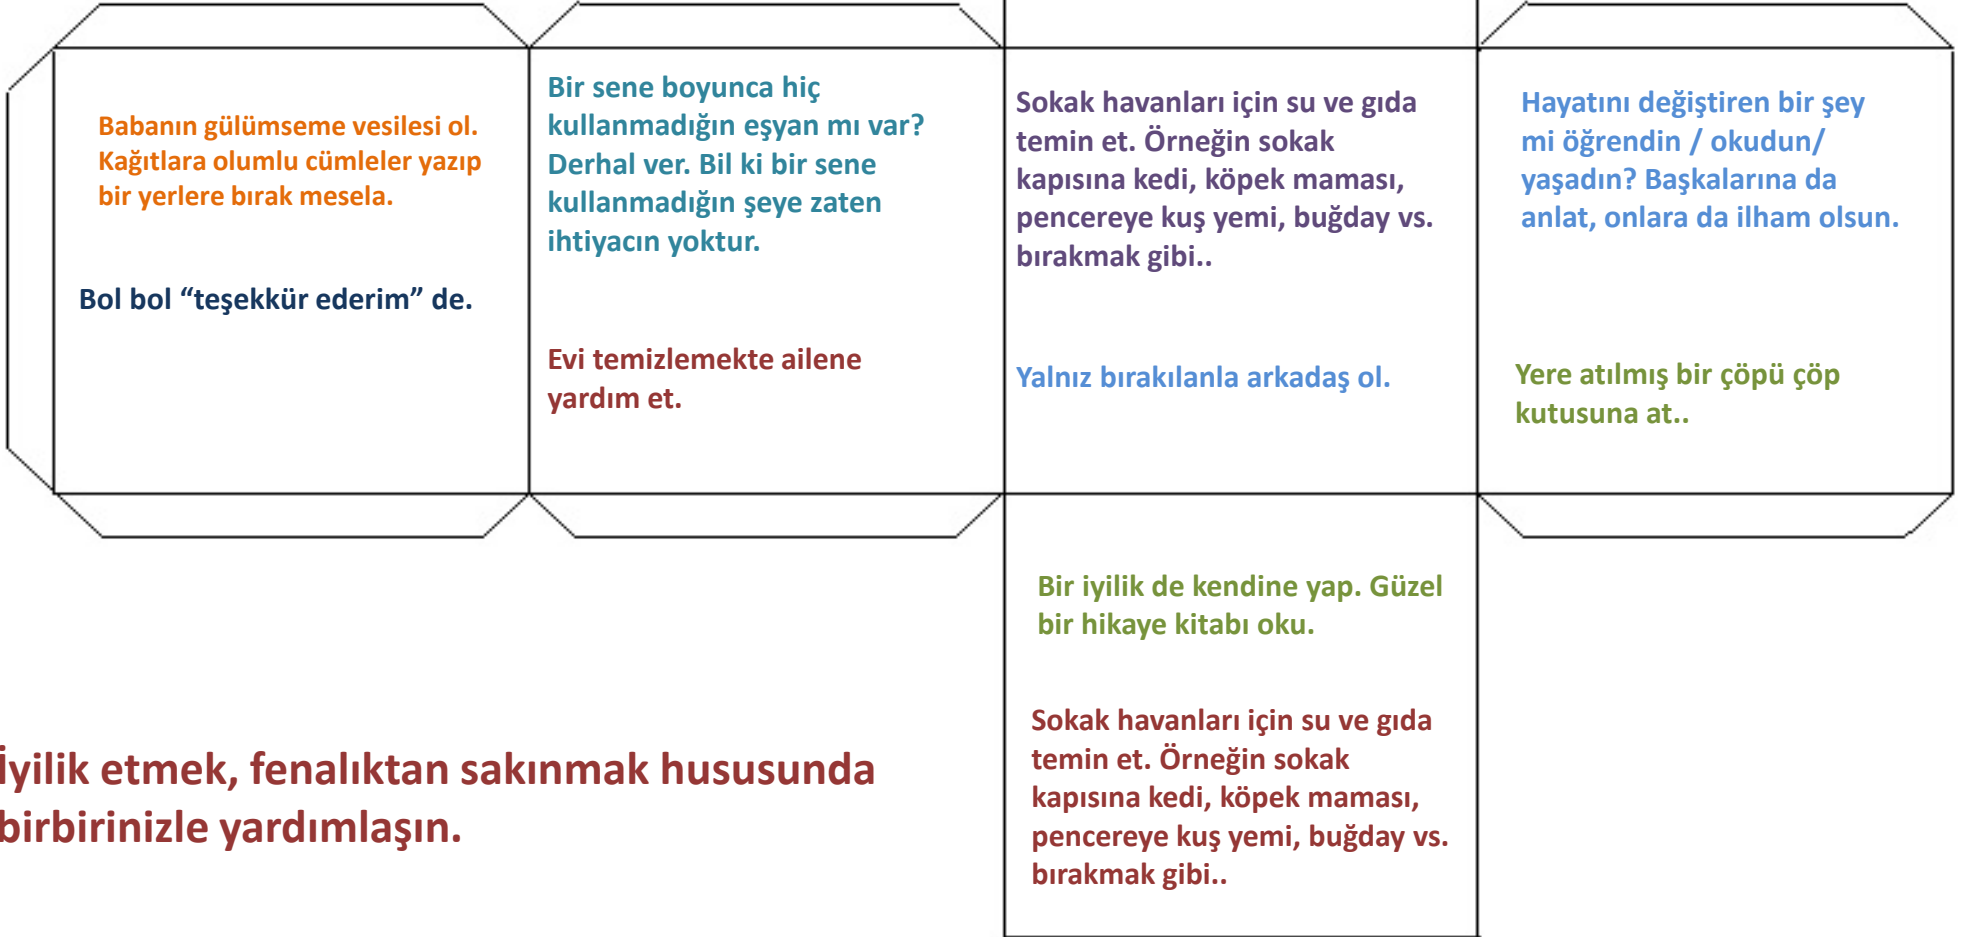 Babanın gülümseme vesilesi ol.
Kağıtlara olumlu cümleler yazıp
bir yerlere bırak mesela.
Bol bol “teşekkür ederim” de.
Bir sene boyunca hiç
kullanmadığın eşyan mı var?
Derhal ver. Bil ki bir sene
kullanmadığın şeye zaten
ihtiyacın yoktur.
Evi temizlemekte ailene
yardım et.
Sokak havanları için su ve gıda
temin et. Örneğin sokak
kapısına kedi, köpek maması,
pencereye kuş yemi, buğday vs.
bırakmak gibi..
Yalnız bırakılanla arkadaş ol.
Hayatını değiştiren bir şey
mi öğrendin / okudun/
yaşadın? Başkalarına da
anlat, onlara da ilham olsun.
Yere atılmış bir çöpü çöp
kutusuna at..
Bir iyilik de kendine yap. Güzel
bir hikaye kitabı oku.
Sokak havanları için su ve gıda
temin et. Örneğin sokak
kapısına kedi, köpek maması,
pencereye kuş yemi, buğday vs.
bırakmak gibi..
İyilik etmek, fenalıktan sakınmak hususunda
birbirinizle yardımlaşın.